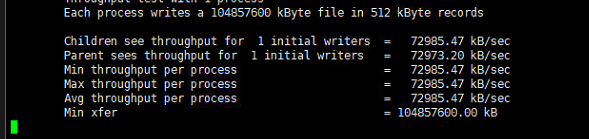 Throughput test with 1 process
Each process writes a 104857600 kByte file in 512 kByte records
Children see throughput for  1 initial writers  =   72985.47 kB/sec
Parent sees throughput for  1 initial writers   =   72973.20 kB/sec
Min throughput per process                      =   72985.47 kB/sec
Max throughput per process                      =   72985.47 kB/sec
Avg throughput per process                      =   72985.47 kB/sec
Min xfer                                        = 104857600.00 kB